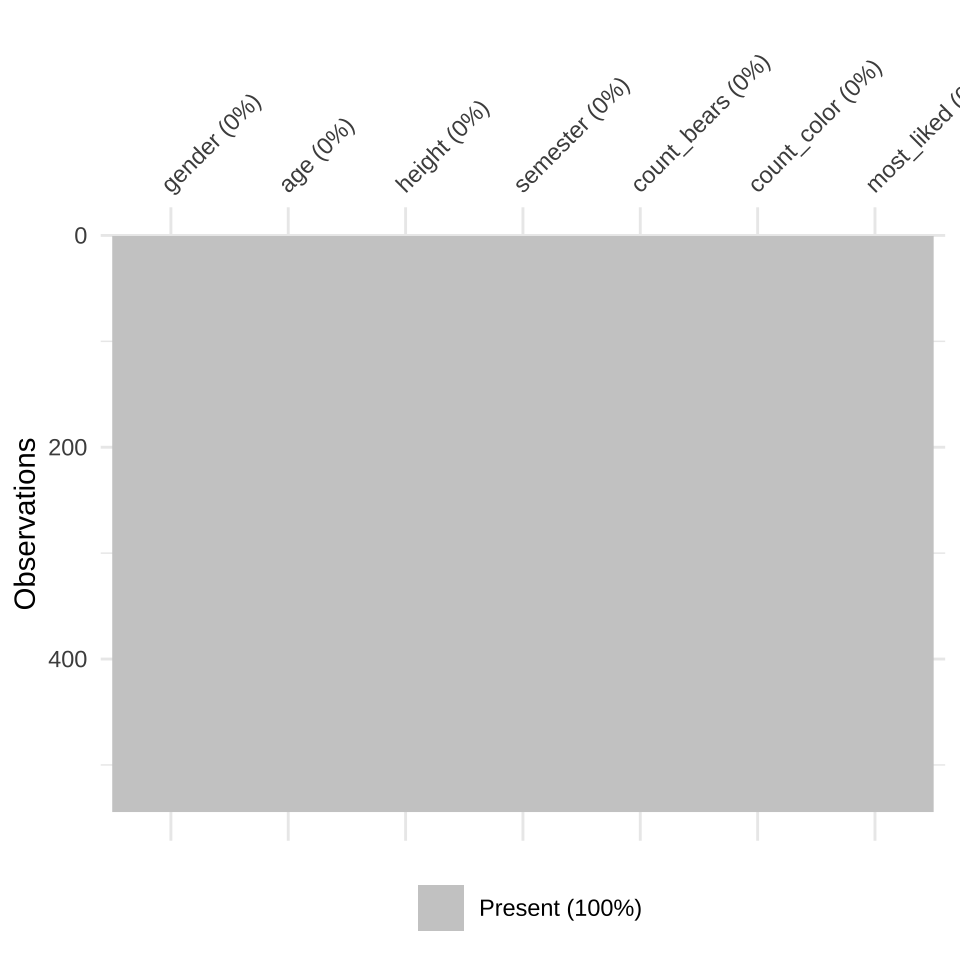 gender (0%)
age (0%)
height (0%)
semester (0%)
count_bears (0%)
count_color (0%)
most_liked
0
200
400
Observations
Present (100%)